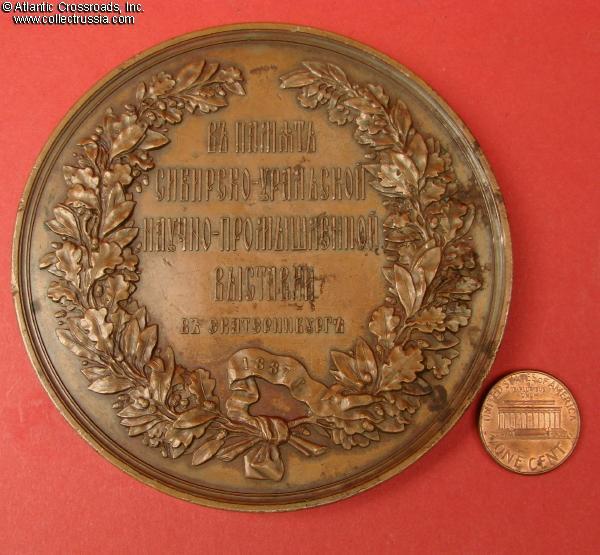 © Atlantic Crossroads, Inc.
www.collectrussia.com
ВЪ ПАМѦТЬ
СИБИРСКО-УРАЛЬСКОЙ
НАУЧНО-ПРОМЫШЛЕННОЙ
ВЫСТАВКИ
ВЪ ЕКАТЕРИНБУРГѢ
1887 Г.
UNITED STATES OF AMERICA
ONE CENT